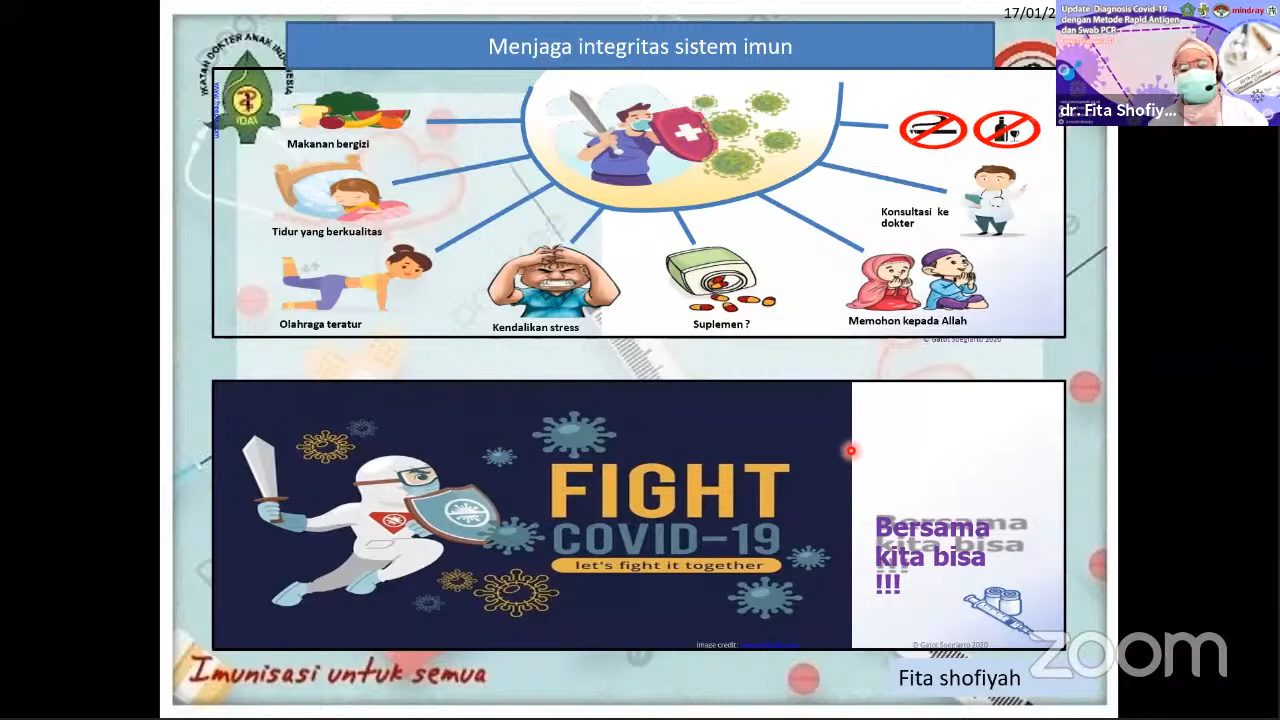 17/01/2
Update Diagnosis Covid-19
dengan Metode Rapid Antigen
dan Swab PCR
mindray
dr. Fita Shofiy...
Menjaga integritas sistem imun
IKATAN DOKTER ANAK INDONESIA
IDAI
Makanan bergizi
Tidur yang berkualitas
Olahraga teratur
Kendalikan stress
Suplemen ?
Memohon kepada Allah
Konsultasi ke
dokter
© Gatot Soegiarto 2020
FIGHT
COVID-19
let's fight it together
Image credit:
Bersama
kita bisa
!!!
© Gatot Soegiarto 2020
Imunisasi untuk semua
Fita shofiyah
zoom